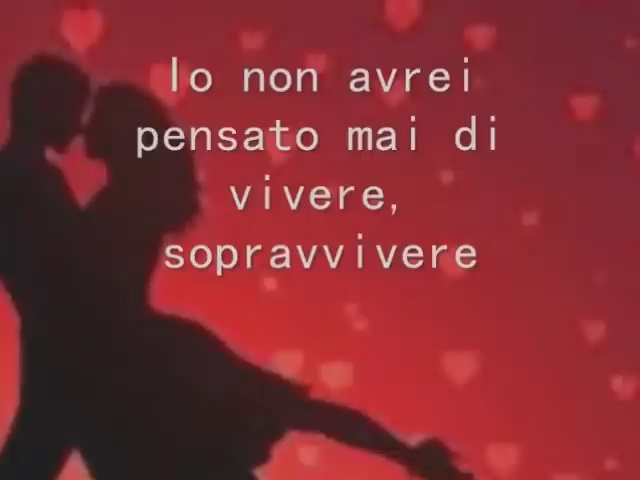 Io non avrei
pensato mai di
vivere,
sopravvivere